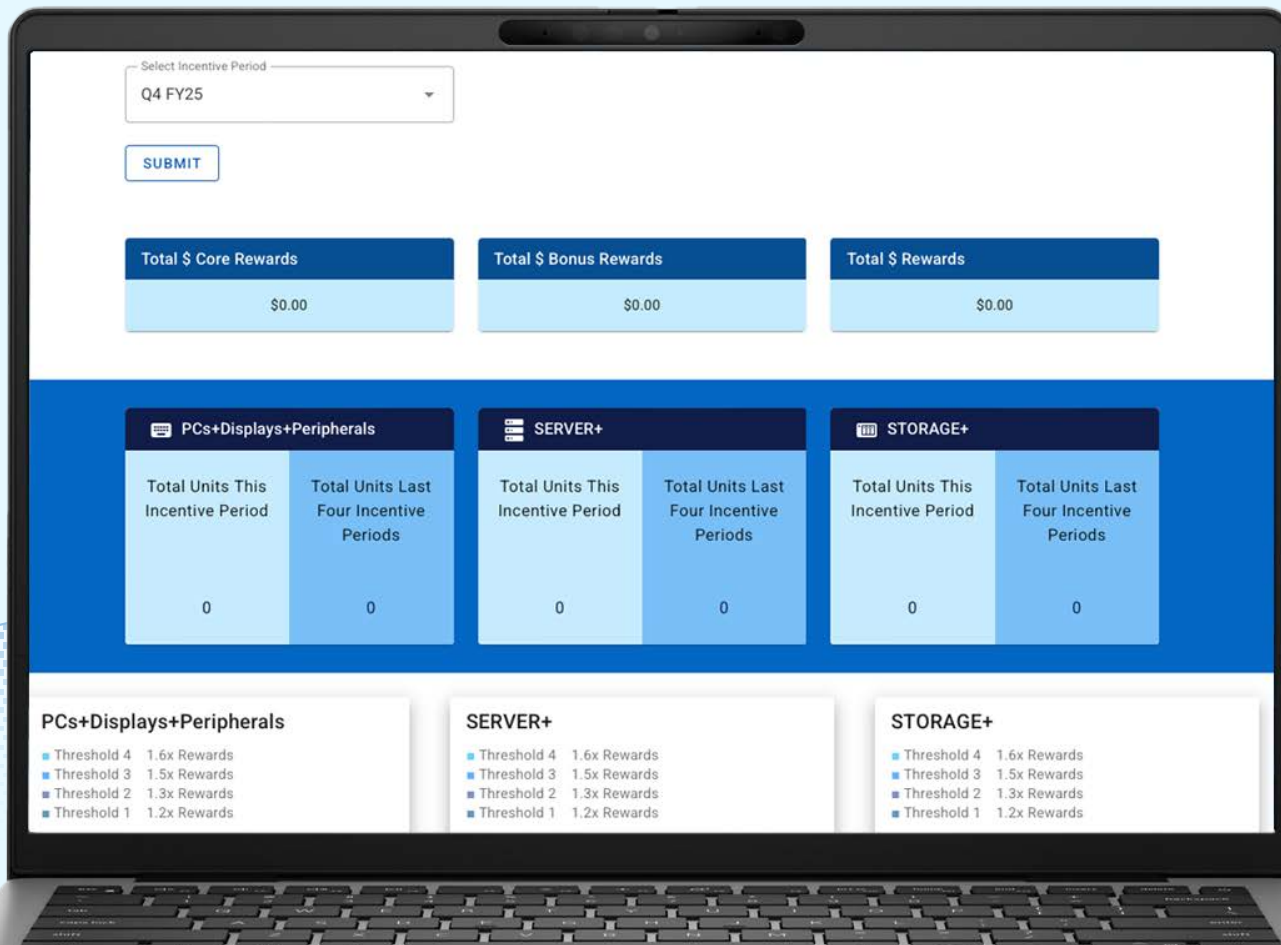 Select Incentive Period
Q4 FY25
SUBMIT
Total $ Core Rewards
$0.00
Total $ Bonus Rewards
$0.00
Total $ Rewards
$0.00
PCs+Displays+Peripherals
Total Units This
Incentive Period
0
Total Units Last
Four Incentive
Periods
0
SERVER+
Total Units This
Incentive Period
0
Total Units Last
Four Incentive
Periods
0
STORAGE+
Total Units This
Incentive Period
0
Total Units Last
Four Incentive
Periods
0
PCs+Displays+Peripherals
Threshold 4 1.6x Rewards
Threshold 3 1.5x Rewards
Threshold 2 1.3x Rewards
Threshold 1 1.2x Rewards
SERVER+
Threshold 4 1.6x Rewards
Threshold 3 1.5x Rewards
Threshold 2 1.3x Rewards
Threshold 1 1.2x Rewards
STORAGE+
Threshold 4 1.6x Rewards
Threshold 3 1.5x Rewards
Threshold 2 1.3x Rewards
Threshold 1 1.2x Rewards